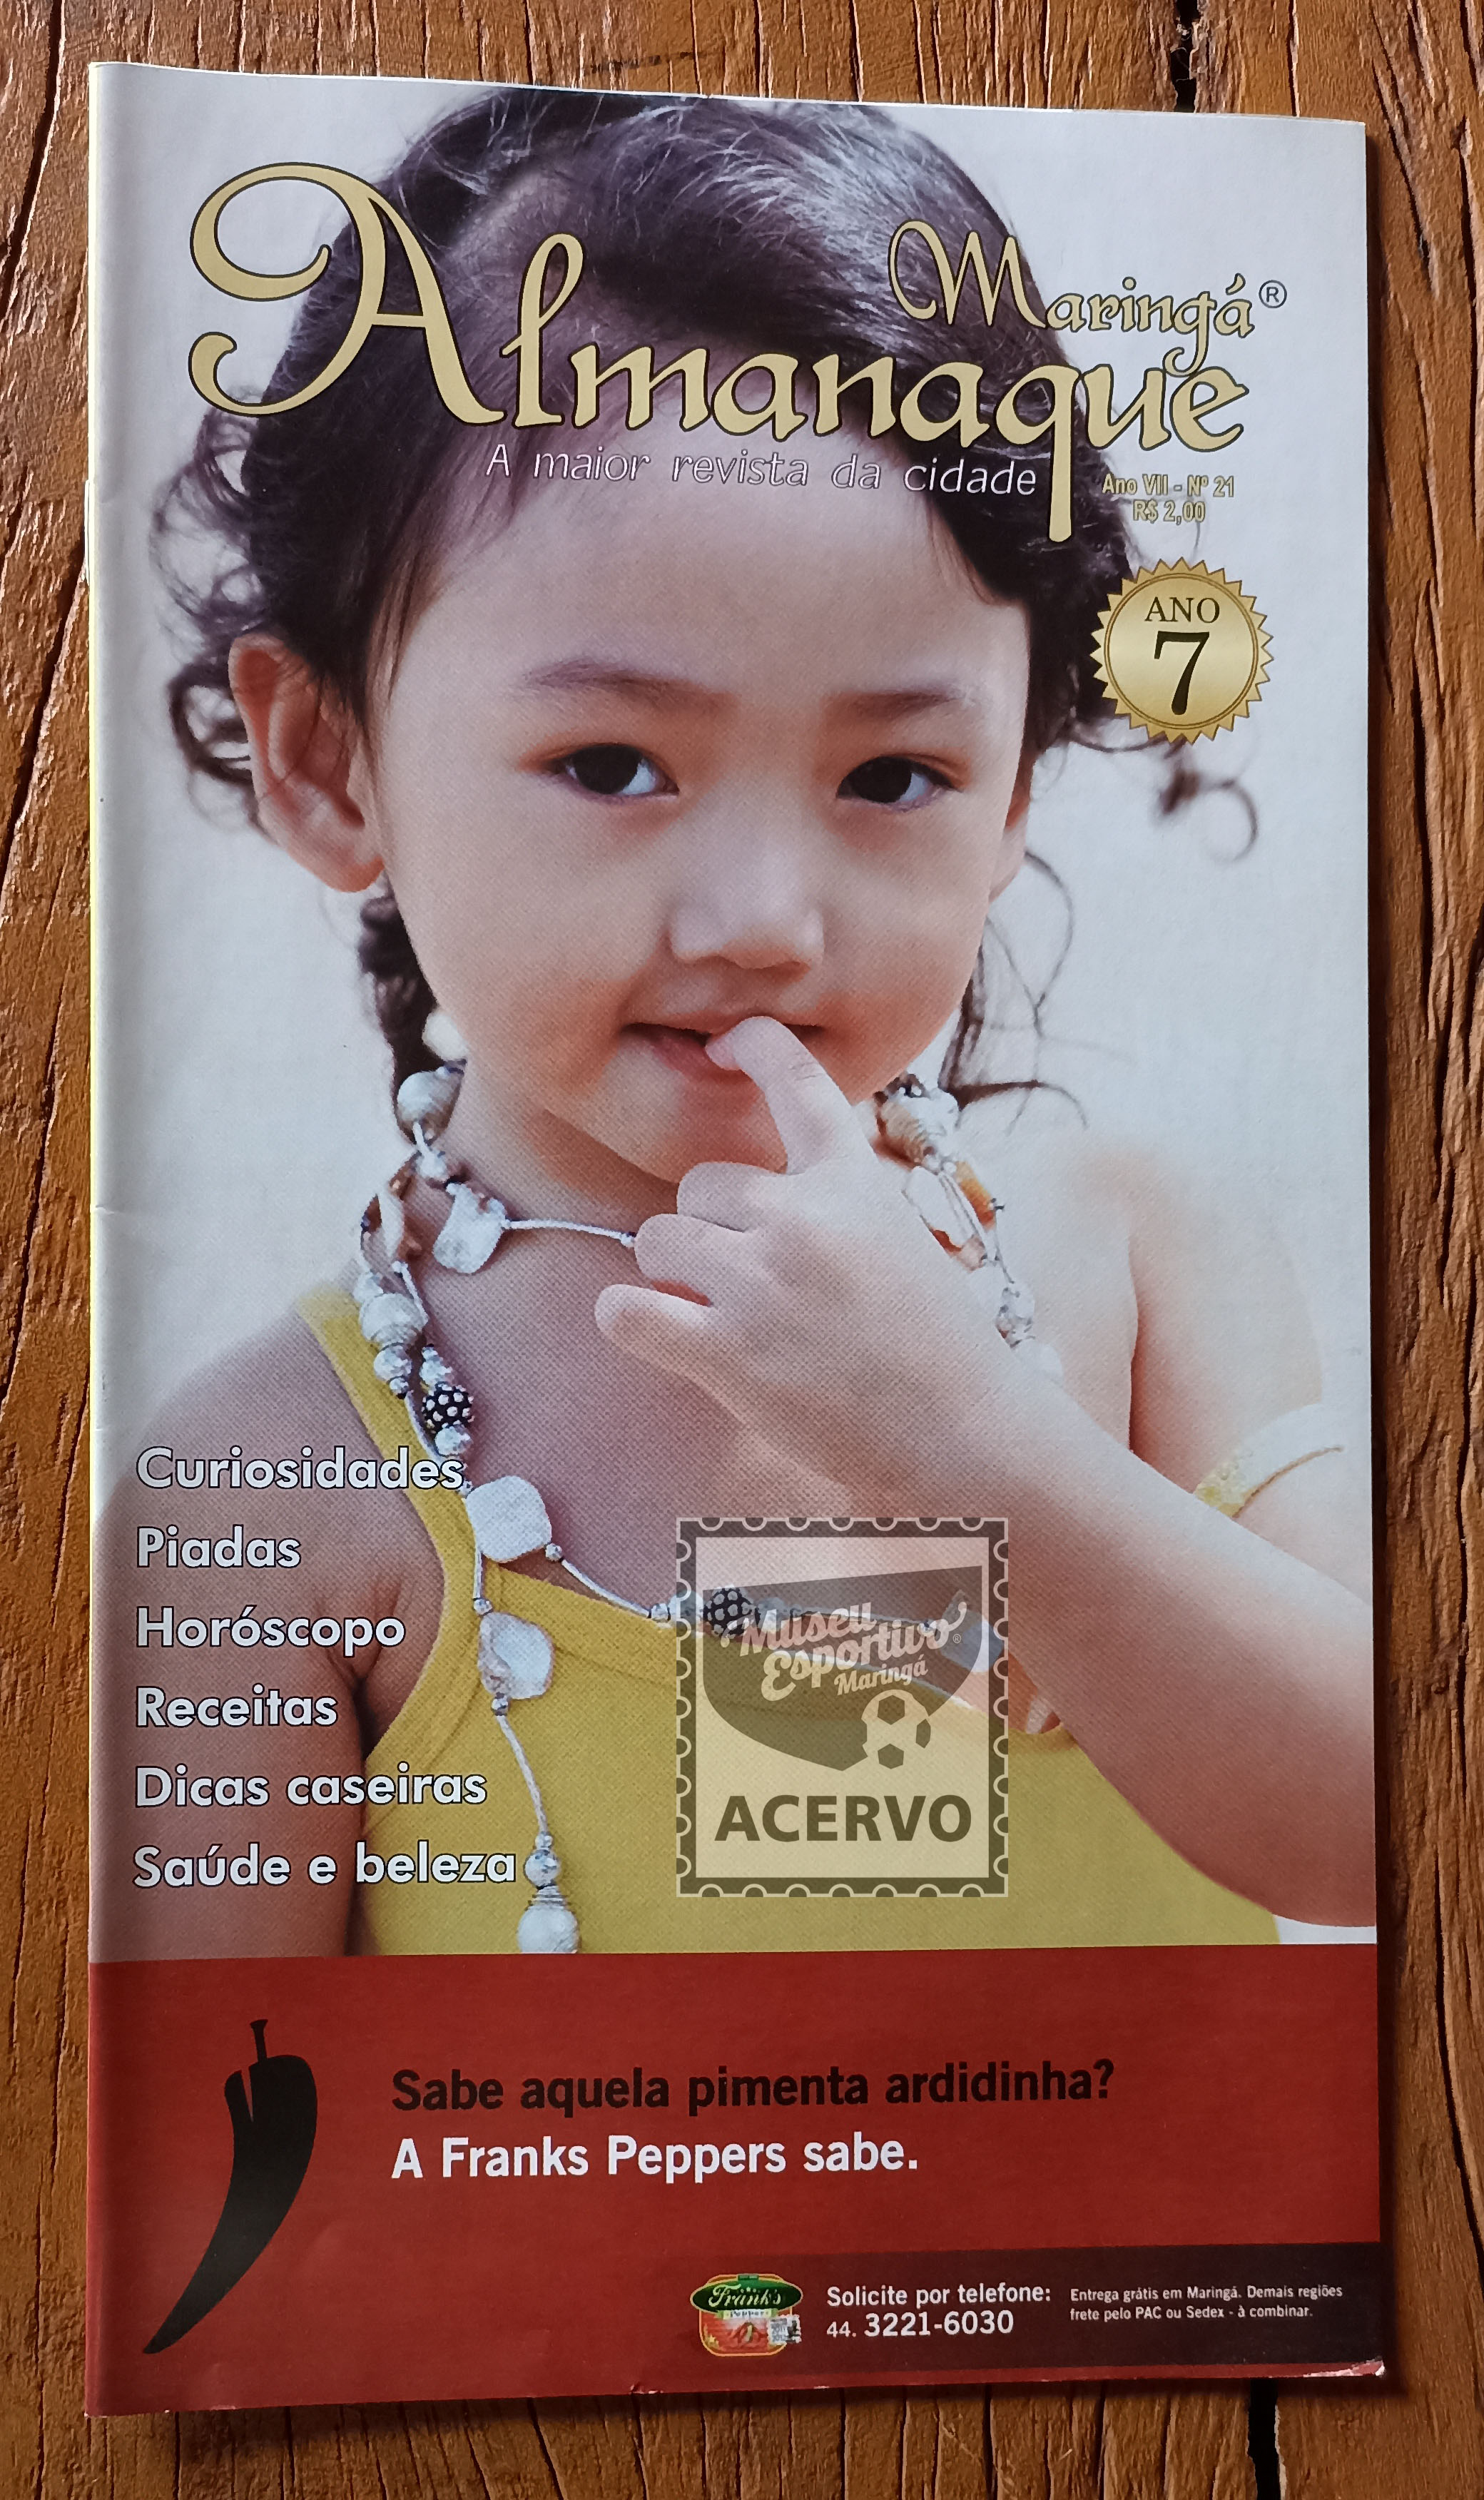 Maringá®
Almanaque
A maior revista da cidade
Ano VII - Nº 21
R$ 2,00
ANO
7
Curiosidades
Piadas
Horóscopo
Receitas
Dicas caseiras
Saúde e beleza
Museu
Esportivo®
Maringá
ACERVO
Sabe aquela pimenta ardidinha?
A Franks Peppers sabe.
Frank's
Peppers
Solicite por telefone:
44. 3221-6030
Entrega grátis em Maringá. Demais regiões
frete pelo PAC ou Sedex - à combinar.